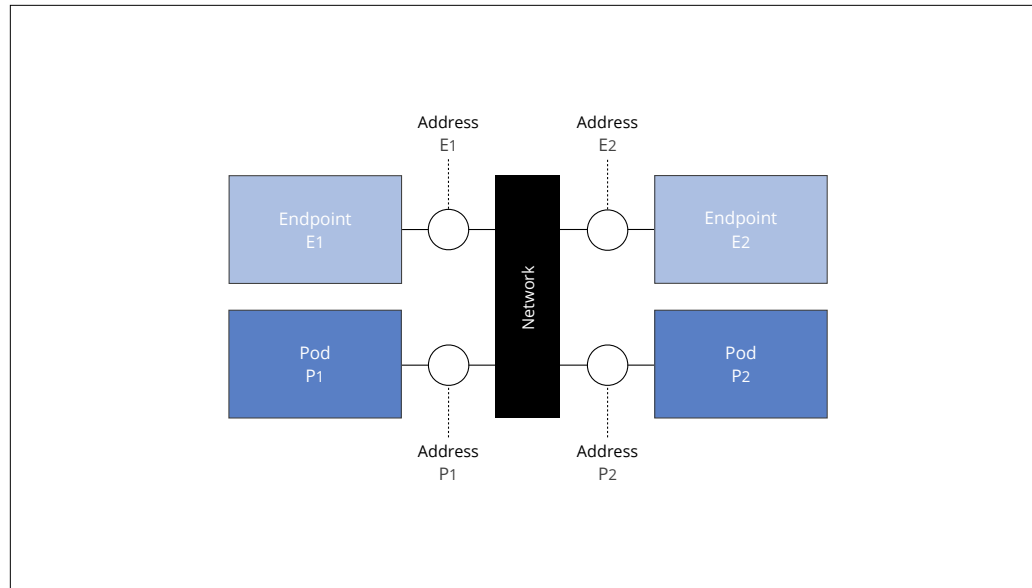 Address
E1
Address
E2
Endpoint
E1
Endpoint
E2
Network
Pod
P1
Pod
P2
Address
P1
Address
P2